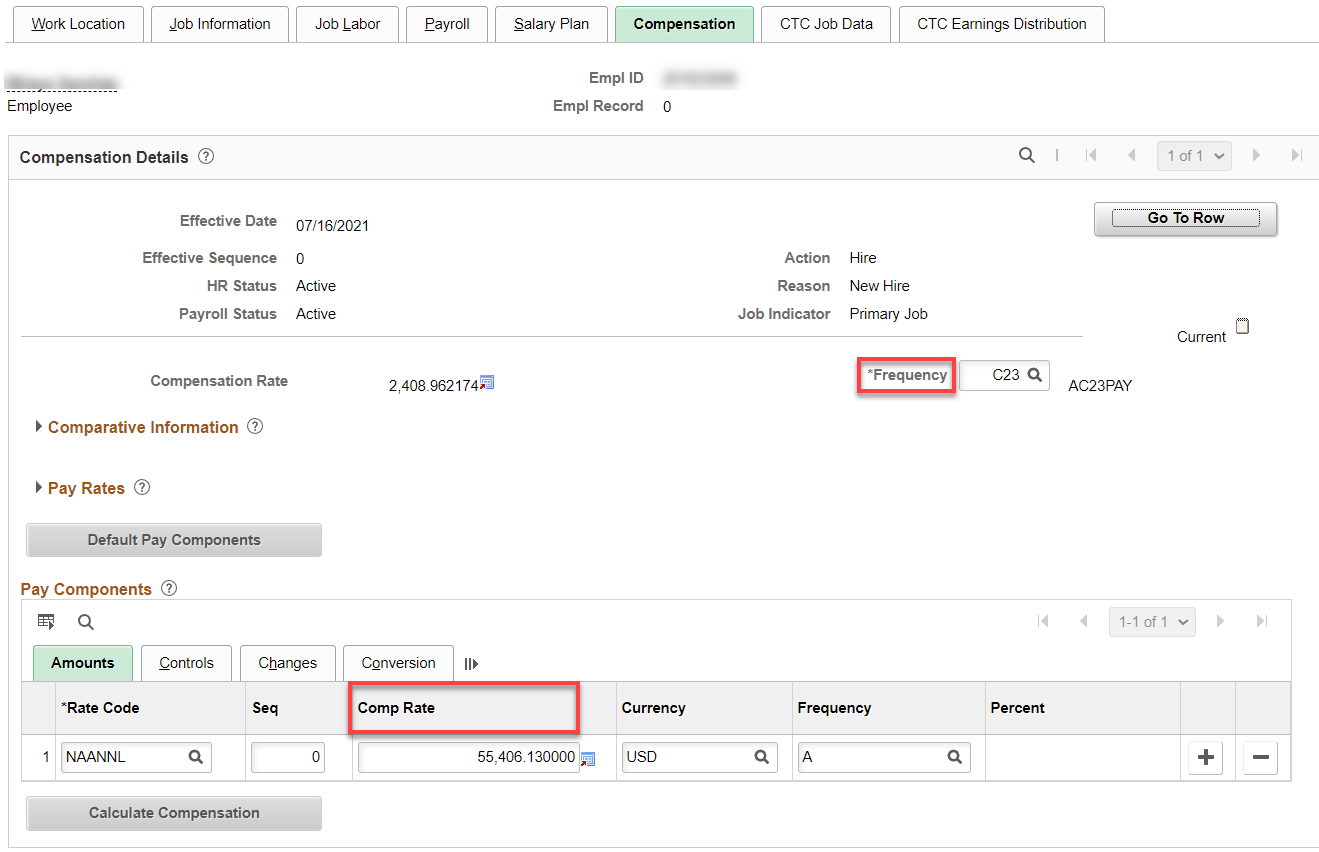 Work Location Job Information Job Labor Payroll Salary Plan Compensation CTC Job Data CTC Earnings Distribution
Empl ID
Employee Empl Record 0
Compensation Details ? 1 of 1
Effective Date 07/16/2021 Go To Row
Effective Sequence 0 Action Hire
HR Status Active Reason New Hire
Payroll Status Active Job Indicator Primary Job
Current
Compensation Rate 2,408.962174 *Frequency C23 AC23PAY
Comparative Information ?
Pay Rates ?
Default Pay Components
Pay Components ?
1-1 of 1
Amounts Controls Changes Conversion
*Rate Code Seq Comp Rate Currency Frequency Percent
1 NAANNL 0 55,406.130000 USD A
Calculate Compensation